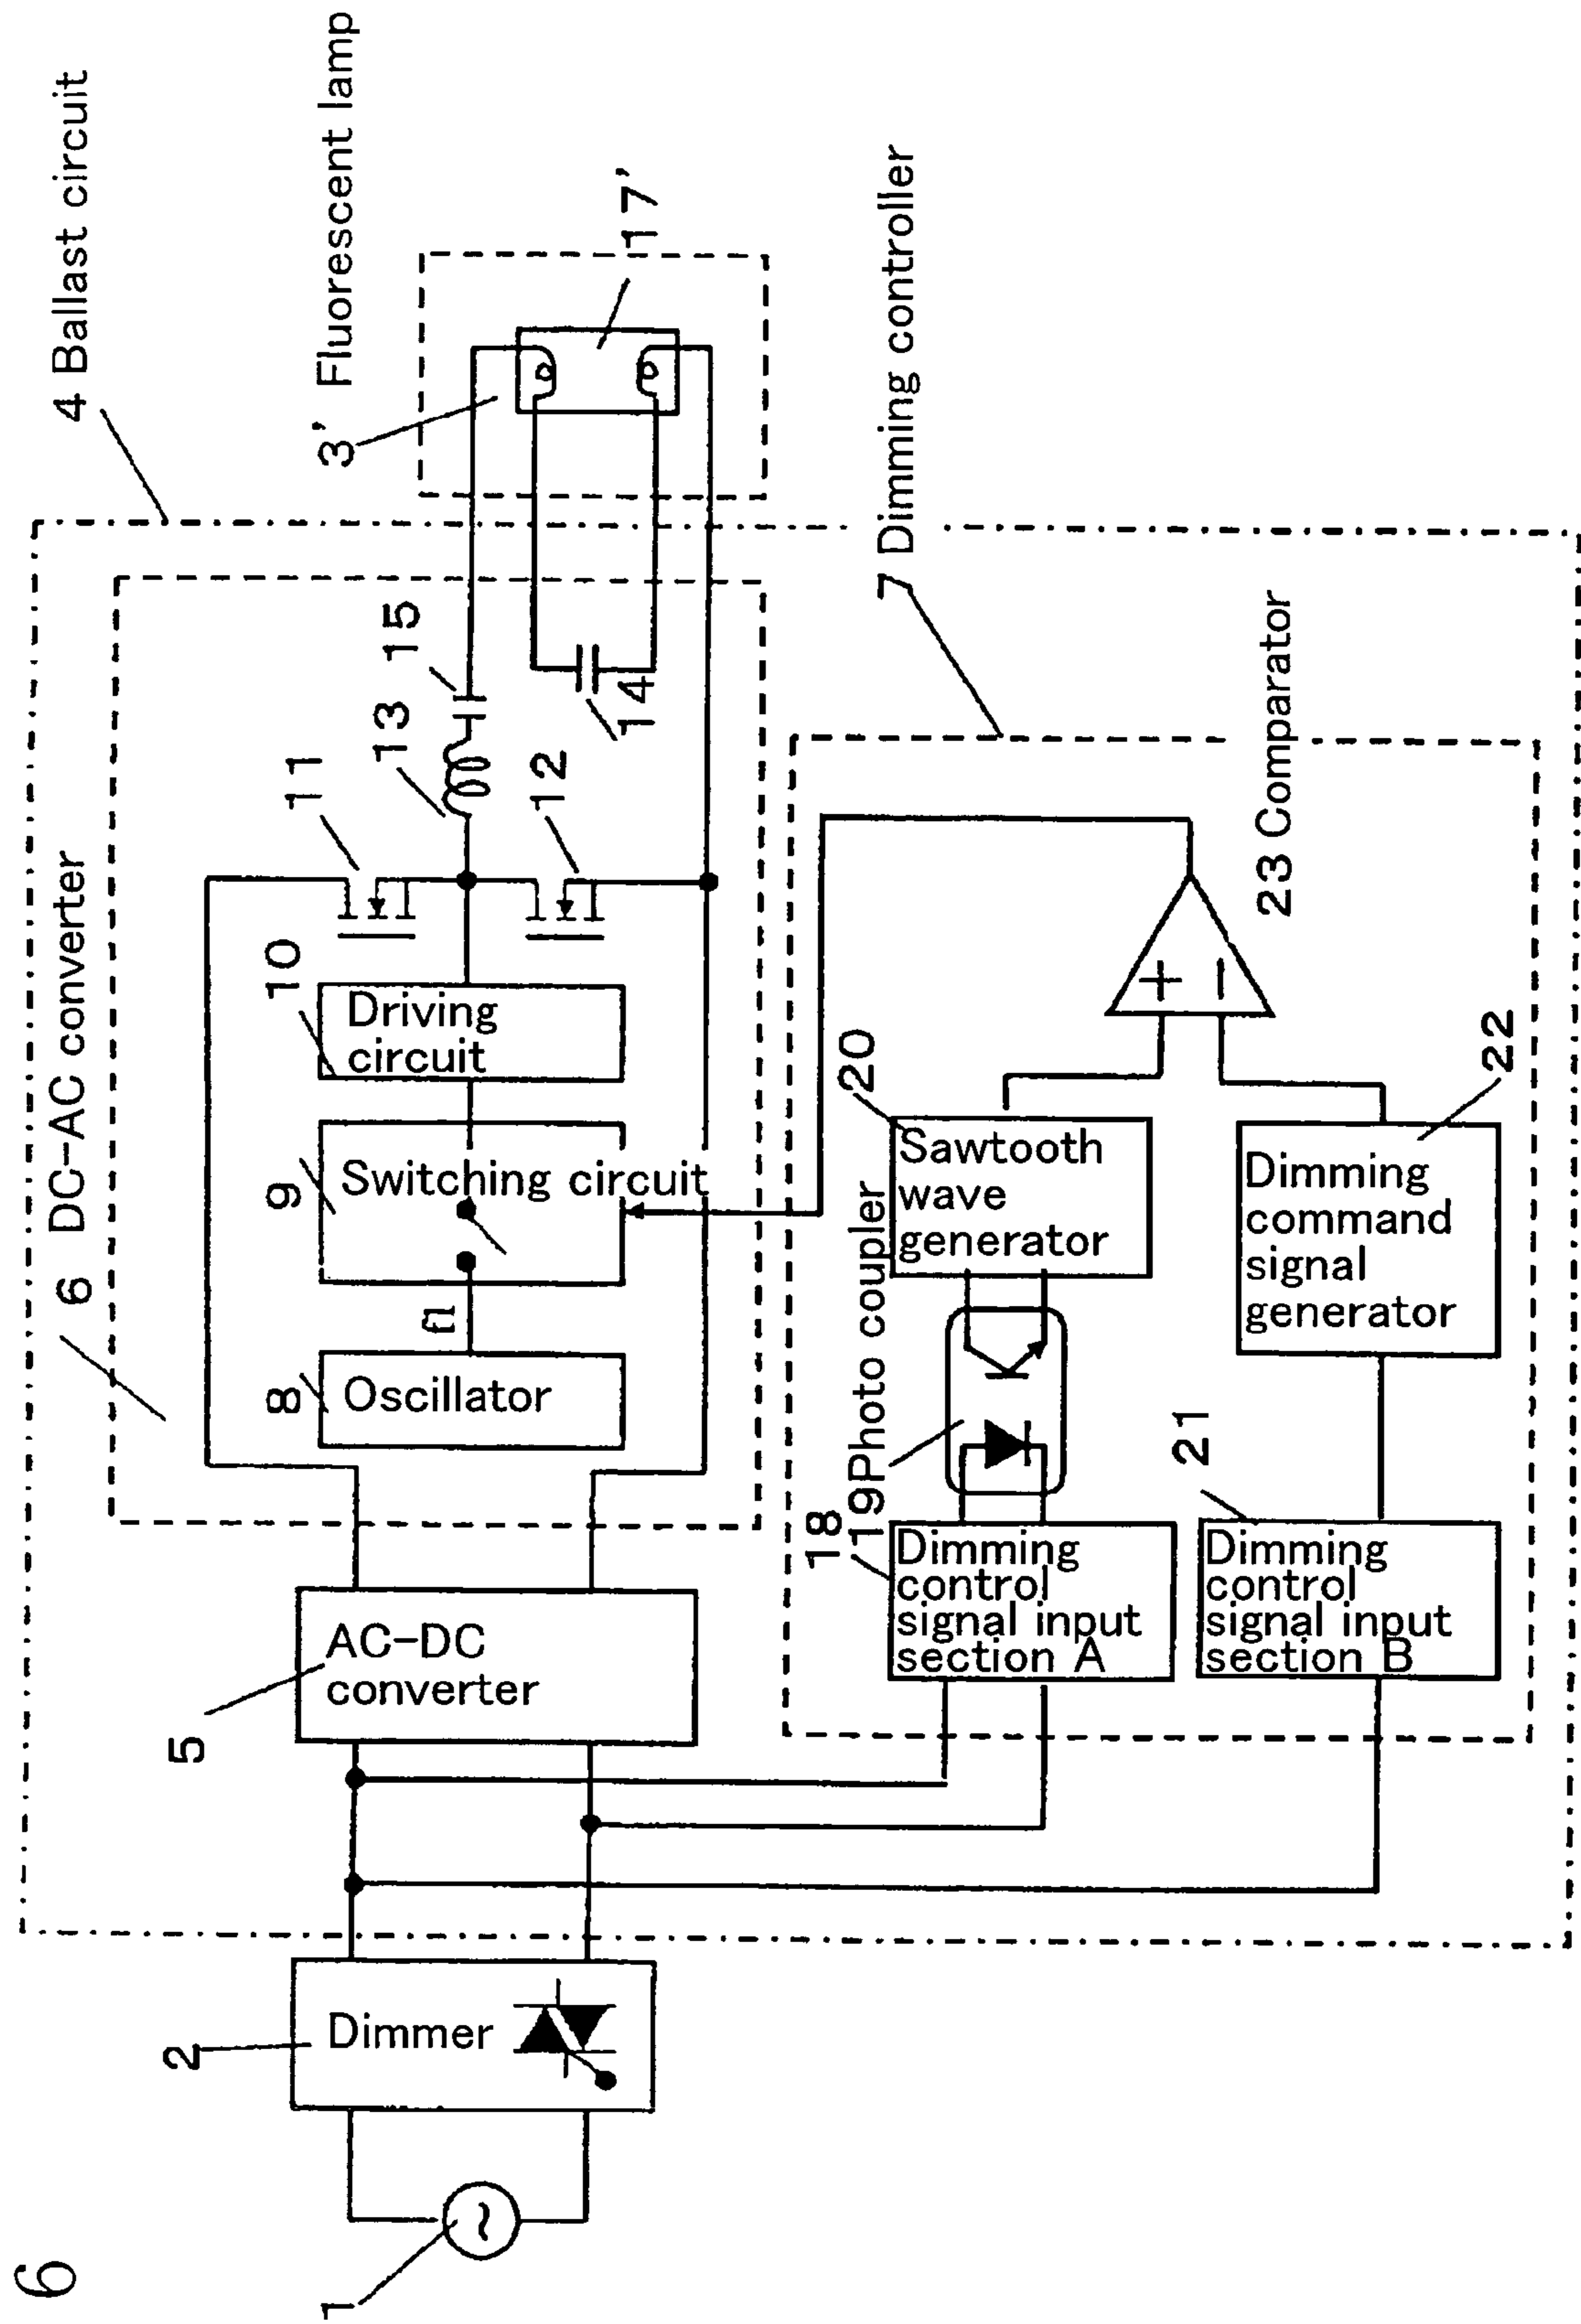 6
4 Ballast circuit
6 DC-AC converter
3' Fluorescent lamp
17'
15
13
11
12
14
10
Driving
circuit
9
Switching circuit
f1
8
Oscillator
5
AC-DC
converter
2
Dimmer
1
~
7 Dimming controller
23 Comparator
+
−
20
Sawtooth
wave
generator
19Photo coupler
18
Dimming
control
signal input
section A
22
Dimming
command
signal
generator
21
Dimming
control
signal input
section B